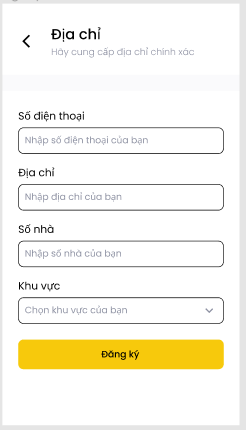 Địa chỉ
Hãy cung cấp địa chỉ chính xác
Số điện thoại
Nhập số điện thoại của bạn
Địa chỉ
Nhập địa chỉ của bạn
Số nhà
Nhập số nhà của bạn
Khu vực
Chọn khu vực của bạn
Đăng ký